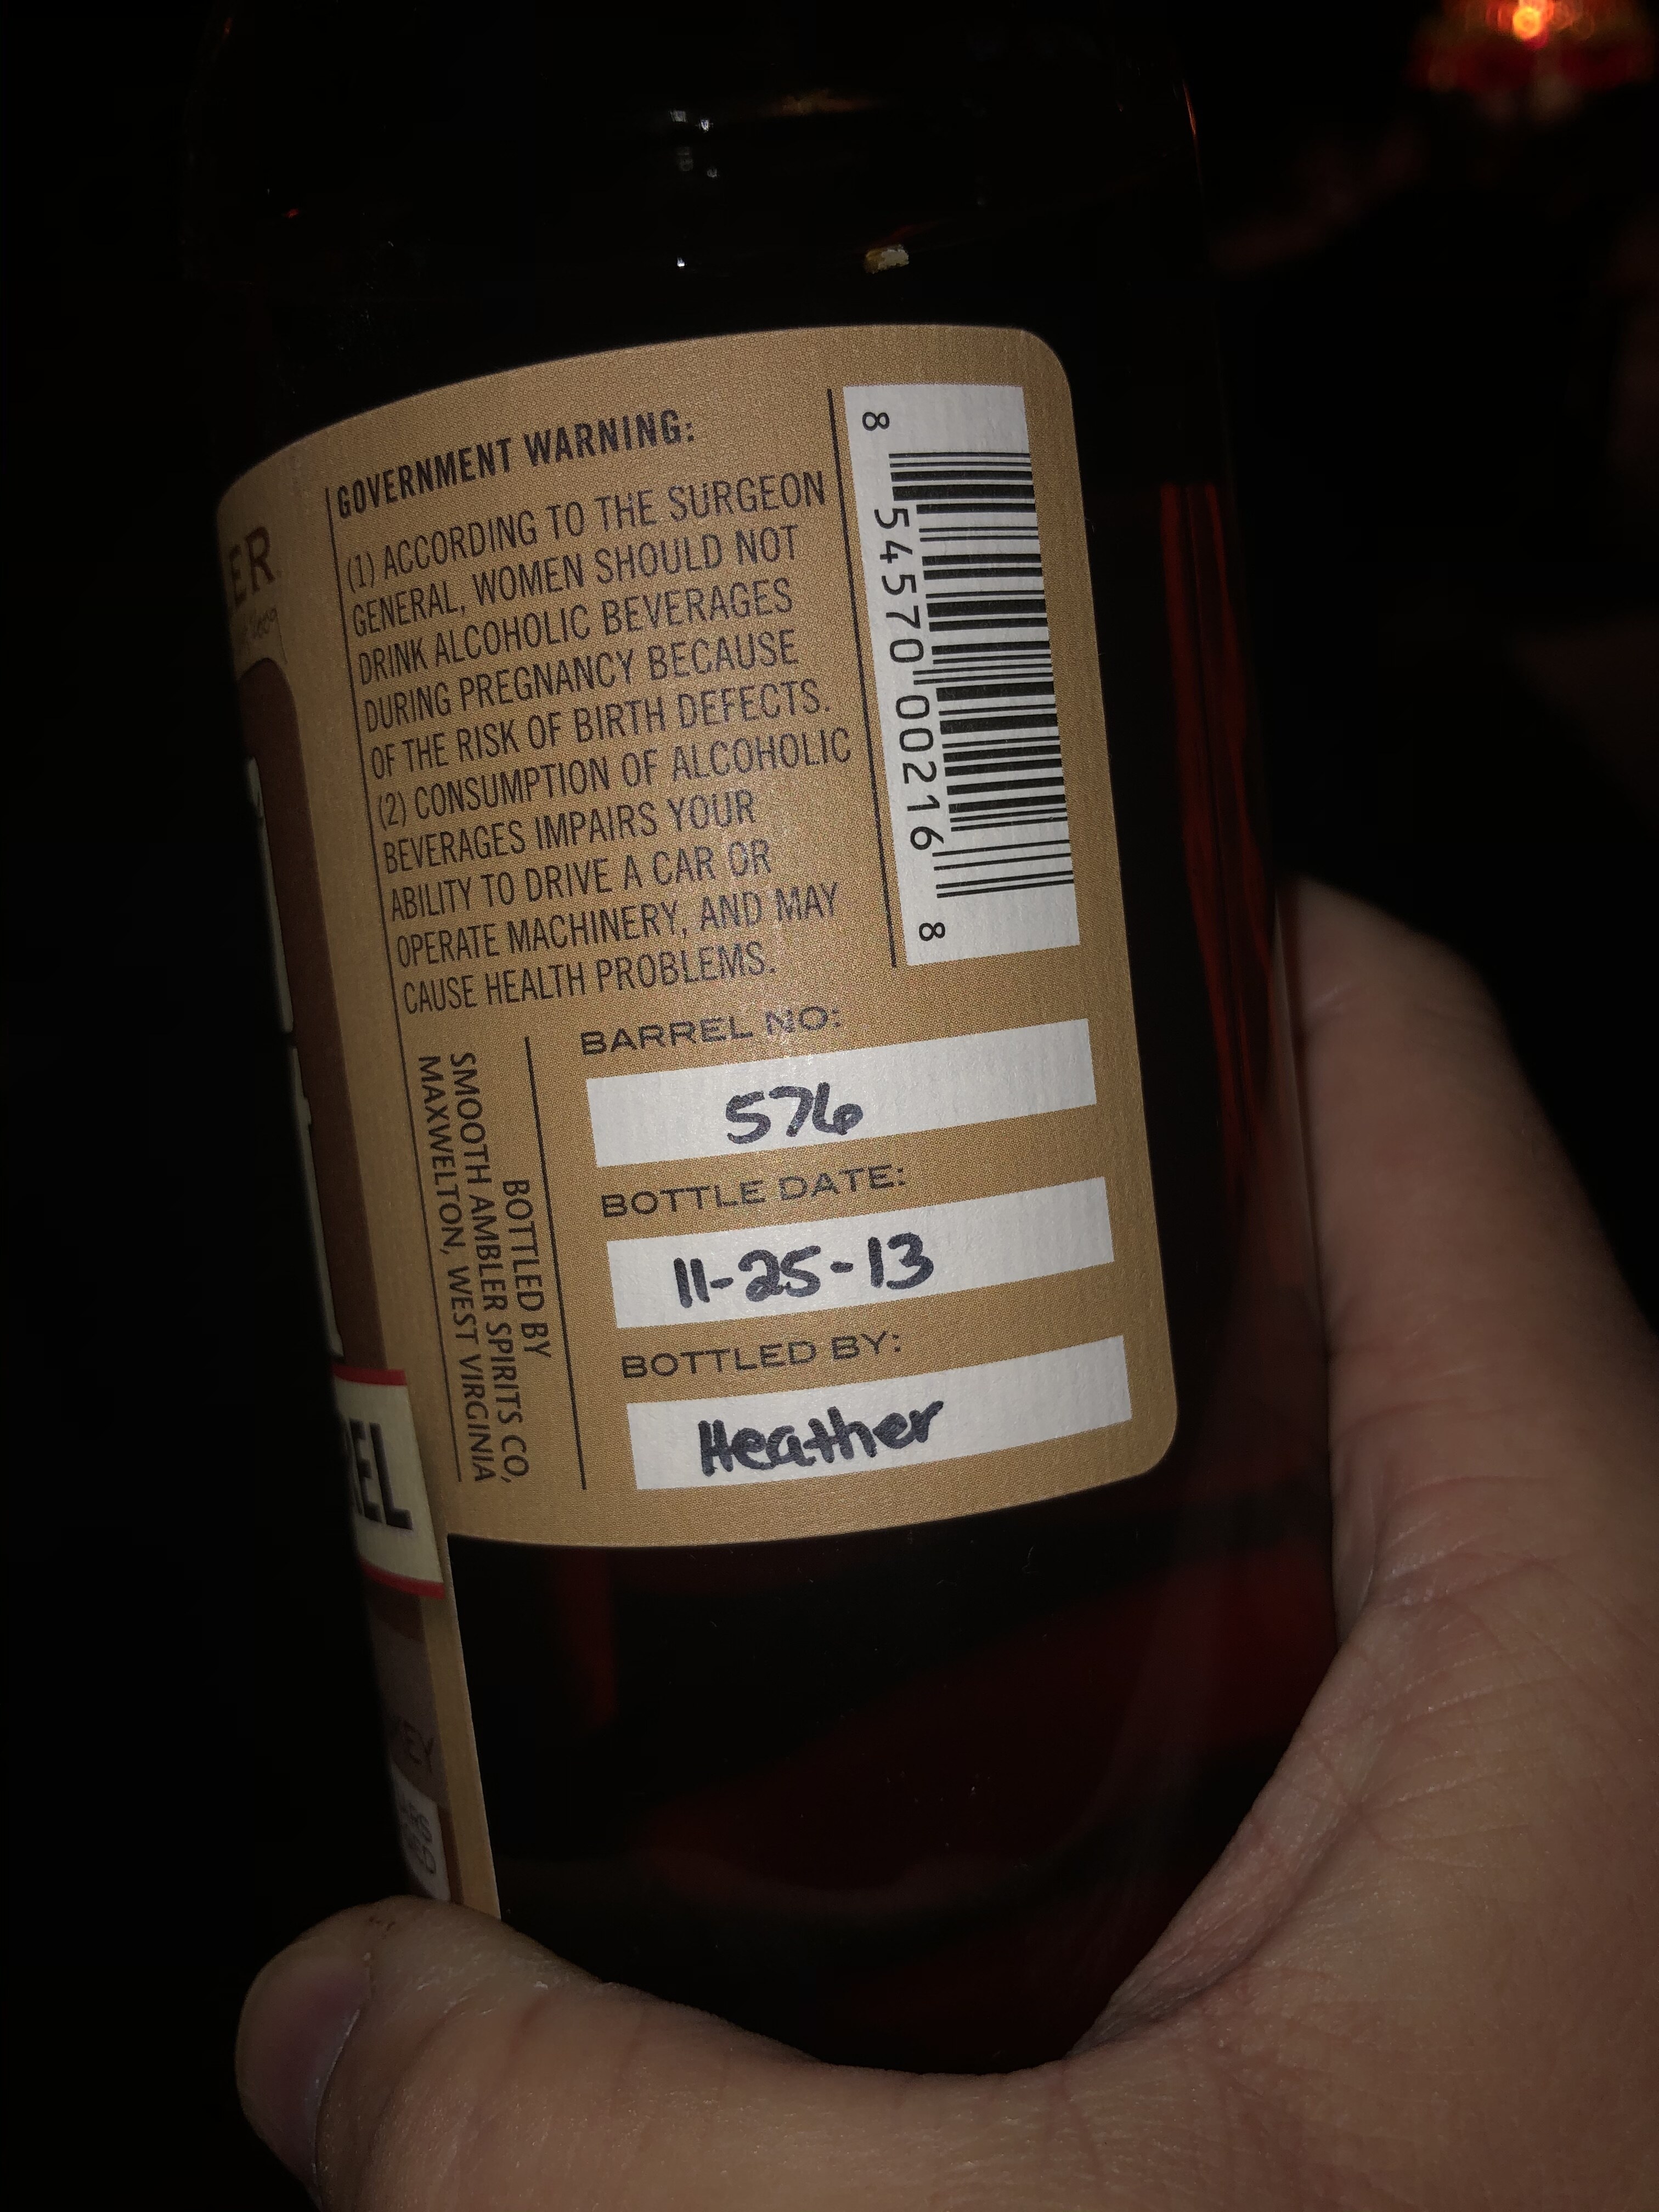 GOVERNMENT WARNING:
(1) ACCORDING TO THE SURGEON
GENERAL, WOMEN SHOULD NOT
DRINK ALCOHOLIC BEVERAGES
DURING PREGNANCY BECAUSE
OF THE RISK OF BIRTH DEFECTS.
(2) CONSUMPTION OF ALCOHOLIC
BEVERAGES IMPAIRS YOUR
ABILITY TO DRIVE A CAR OR
OPERATE MACHINERY, AND MAY
CAUSE HEALTH PROBLEMS.
8 54570 00216 8
BOTTLED BY
SMOOTH AMBLER SPIRITS CO,
MAXWELTON, WEST VIRGINIA
BARREL NO:
576
BOTTLE DATE:
11-25-13
BOTTLED BY:
Heather